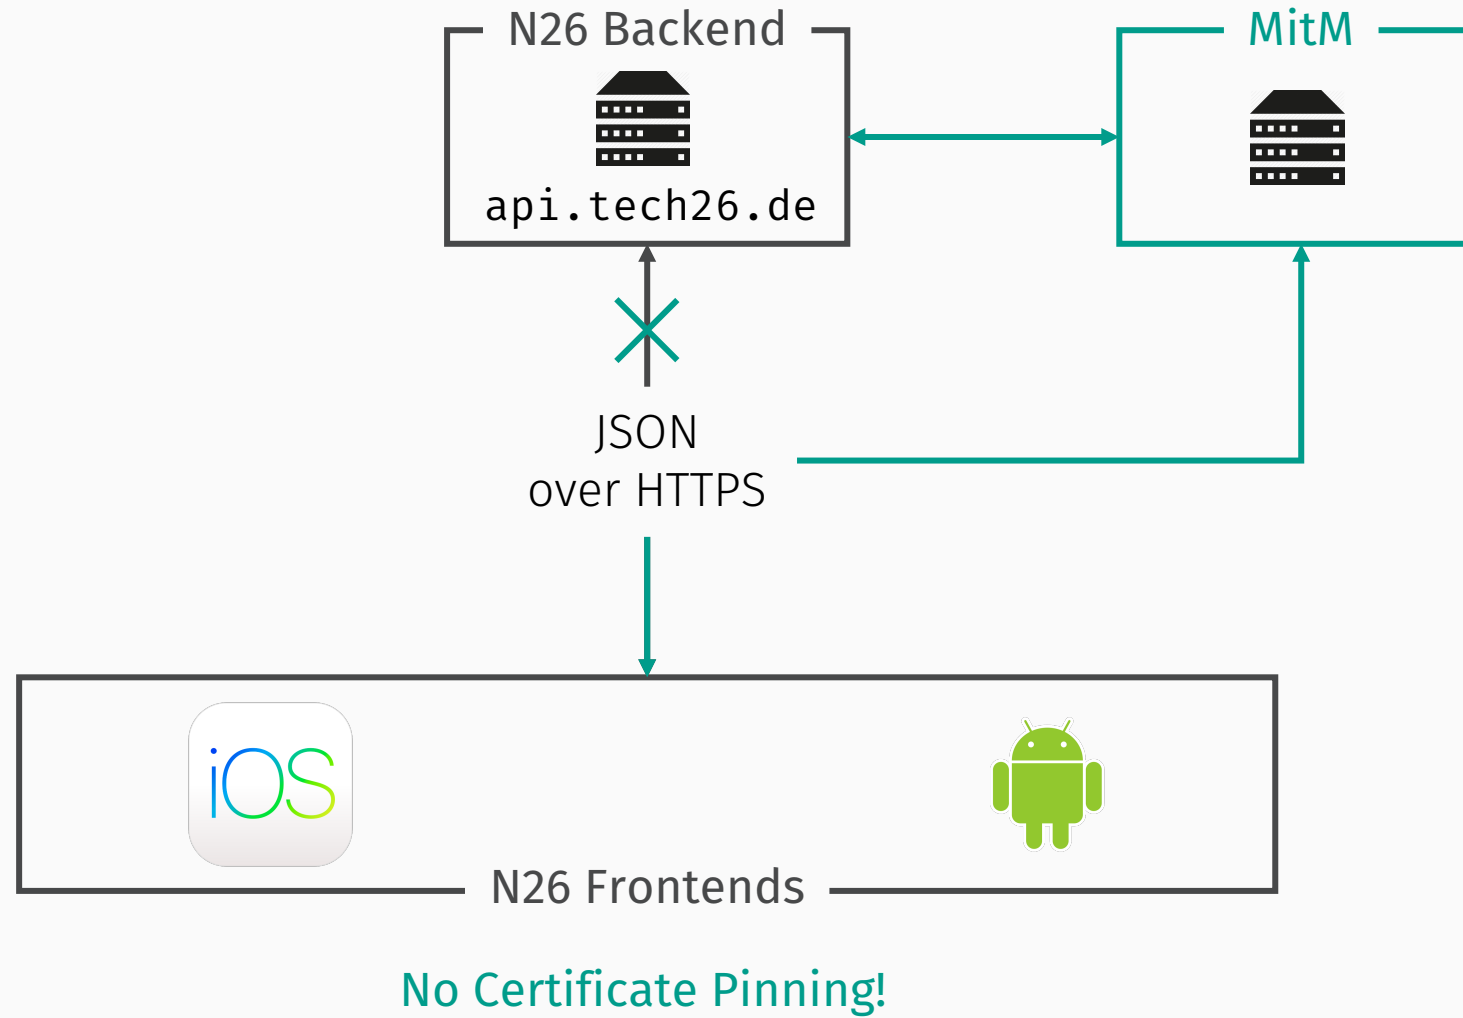 N26 Backend
MitM
api.tech26.de
JSON
over HTTPS
iOS
N26 Frontends
No Certificate Pinning!